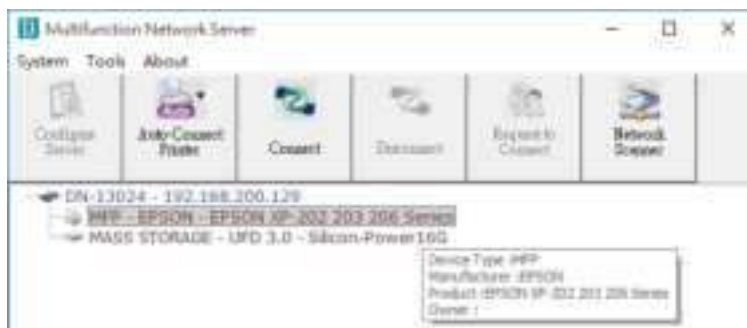 Multifunction Network Server
System Tools About
Configure Server
Auto-Connect Printer
Connect
Disconnect
Request to Connect
Network Scanner
DN-13024 - 192.168.200.129
MFP - EPSON - EPSON XP-202 203 206 Series
MASS STORAGE - UFD 3.0 - Silicon-Power16G
Device Type :MFP
Manufacturer :EPSON
Product :EPSON XP-202 203 206 Series
Owner :